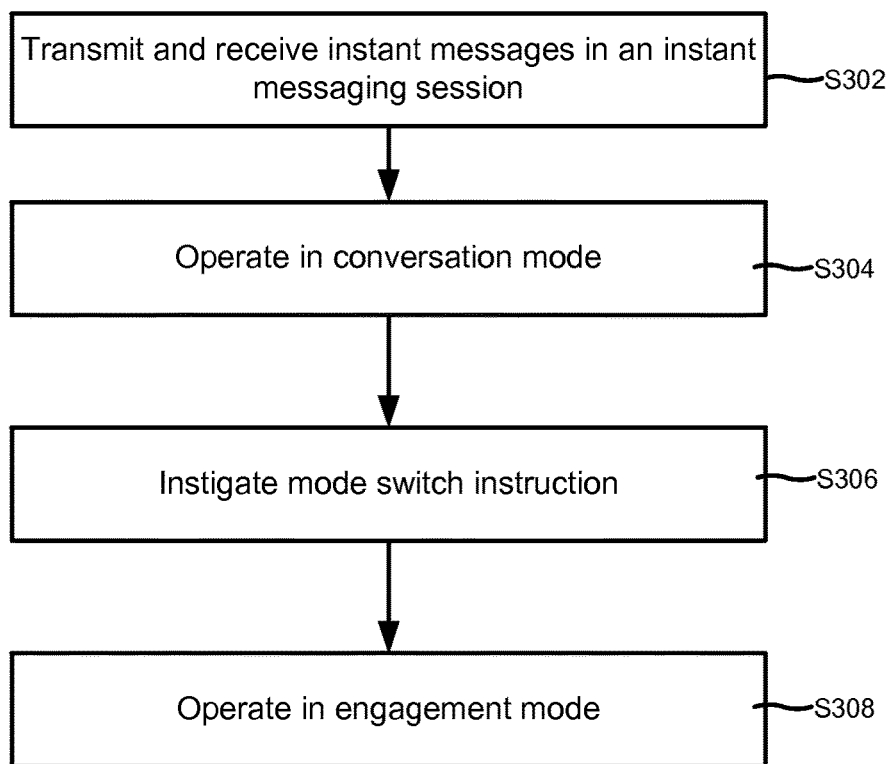 Transmit and receive instant messages in an instant
messaging session
S302
Operate in conversation mode
S304
Instigate mode switch instruction
S306
Operate in engagement mode
S308